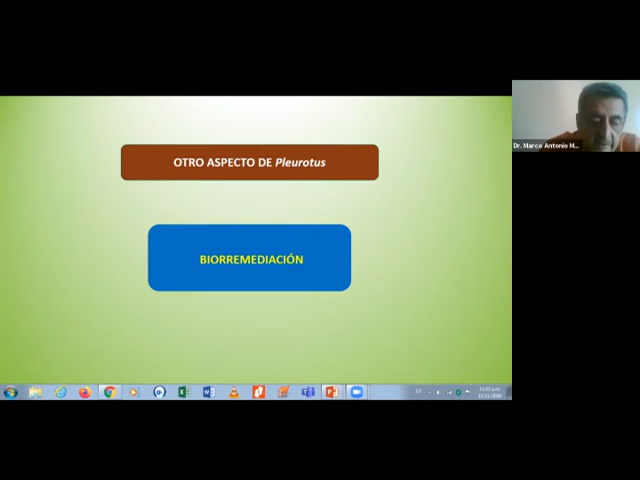 OTRO ASPECTO DE Pleurotus
BIORREMEDIACIÓN
Dr. Marco Antonio M...